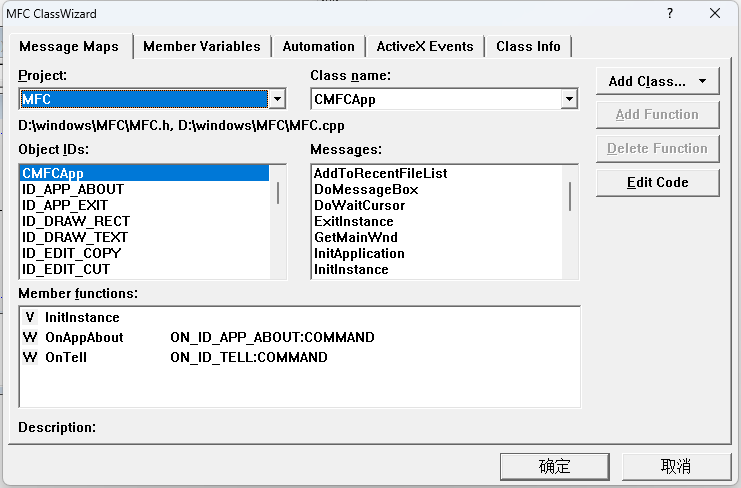 MFC ClassWizard
Message Maps Member Variables Automation ActiveX Events Class Info
Project: Class name:
MFC CMFCApp Add Class...
D:\windows\MFC\MFC.h, D:\windows\MFC\MFC.cpp Add Function
Object IDs: Messages: Delete Function
CMFCApp AddToRecentFileList Edit Code
ID_APP_ABOUT DoMessageBox
ID_APP_EXIT DoWaitCursor
ID_DRAW_RECT ExitInstance
ID_DRAW_TEXT GetMainWnd
ID_EDIT_COPY InitApplication
ID_EDIT_CUT InitInstance
Member functions:
V InitInstance
W OnAppAbout ON_ID_APP_ABOUT:COMMAND
W OnTell ON_ID_TELL:COMMAND
Description:
确定 取消